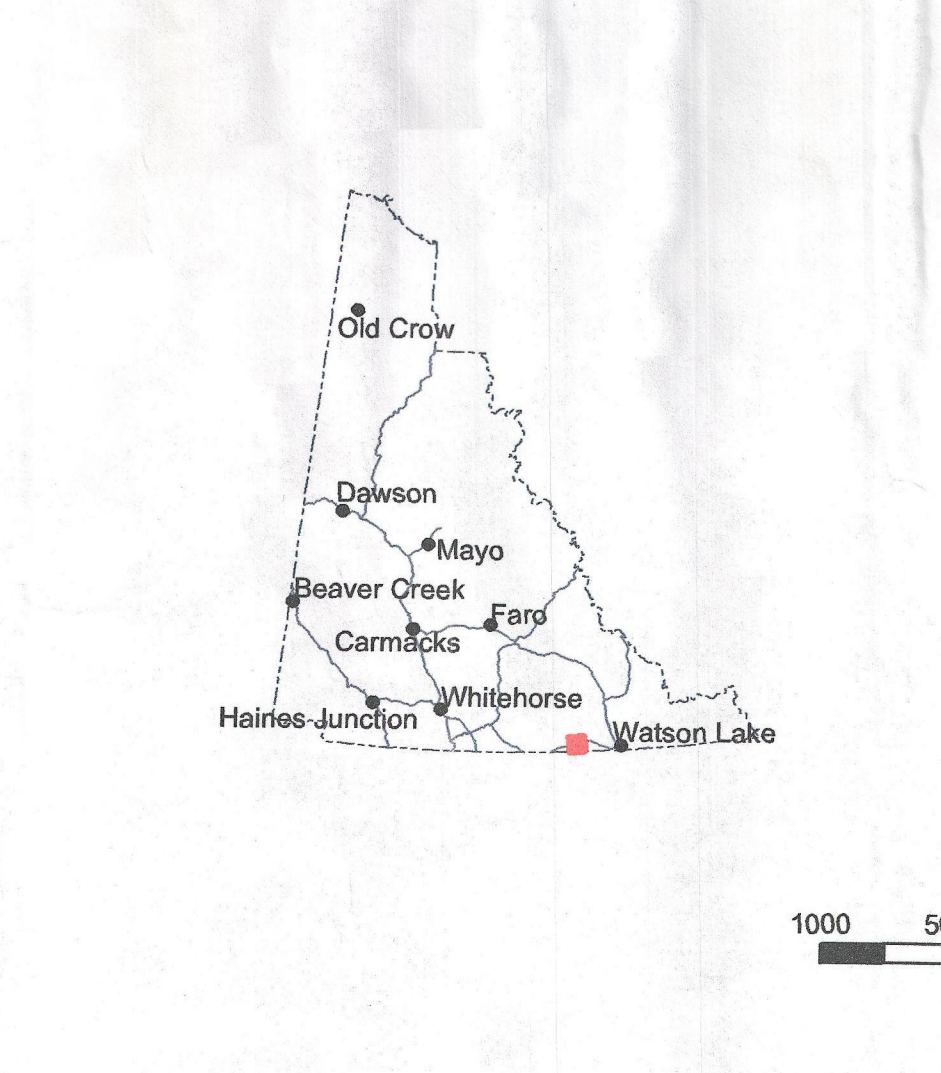 Old Crow
Dawson
Mayo
Beaver Creek
Faro
Carmacks
Whitehorse
Haines Junction
Watson Lake
1000